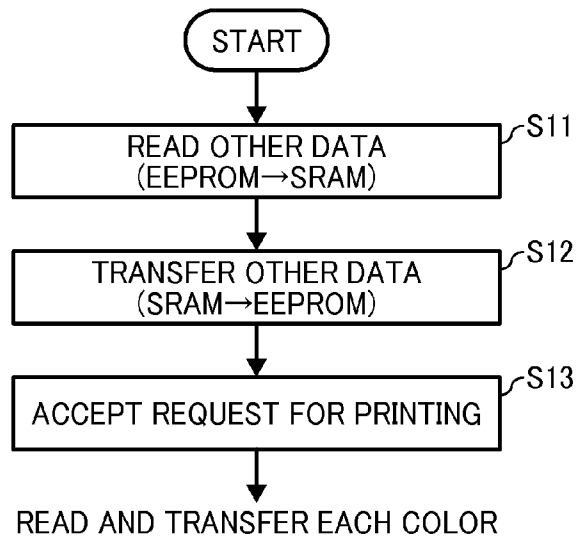 START
S11
READ OTHER DATA
(EEPROM→SRAM)
S12
TRANSFER OTHER DATA
(SRAM→EEPROM)
S13
ACCEPT REQUEST FOR PRINTING
READ AND TRANSFER EACH COLOR